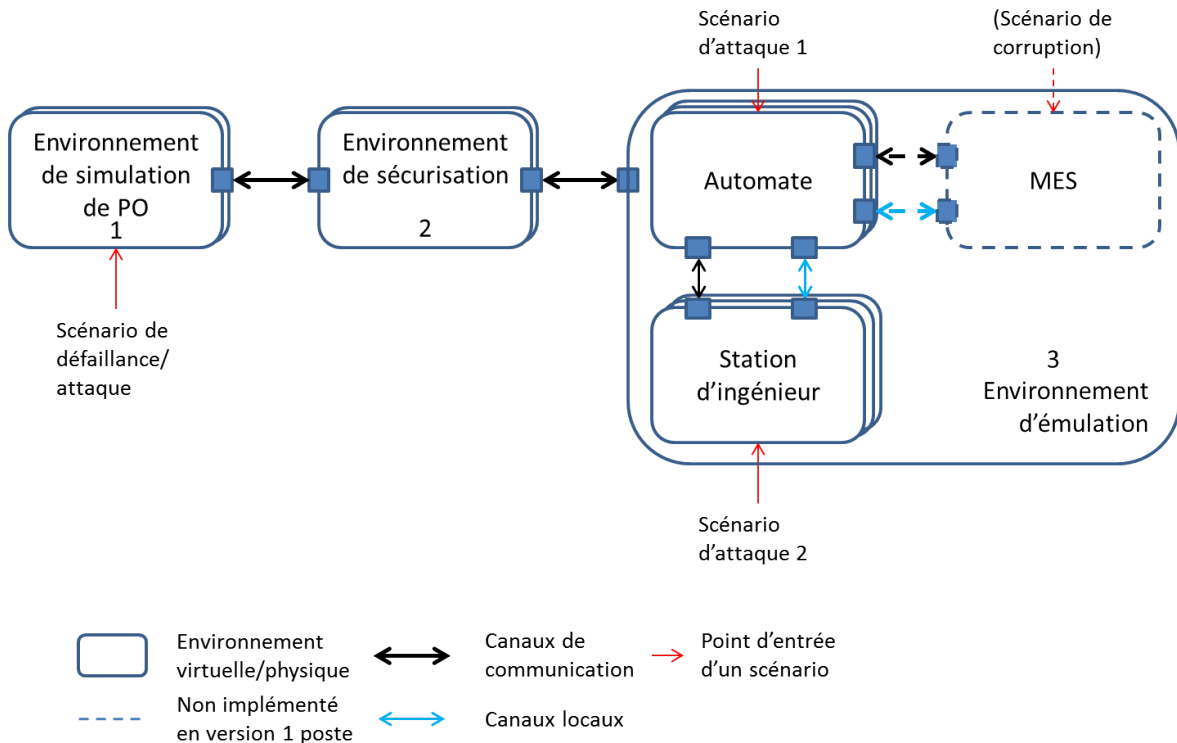 Scénario
d'attaque 1
(Scénario de
corruption)
Environnement
de simulation
de PO
1
Environnement
de sécurisation
2
Automate
MES
Scénario de
défaillance/
attaque
Station
d'ingénieur
3
Environnement
d'émulation
Scénario
d'attaque 2
Environnement
virtuelle/physique
Canaux de
communication
Point d'entrée
d'un scénario
Non implémenté
en version 1 poste
Canaux locaux